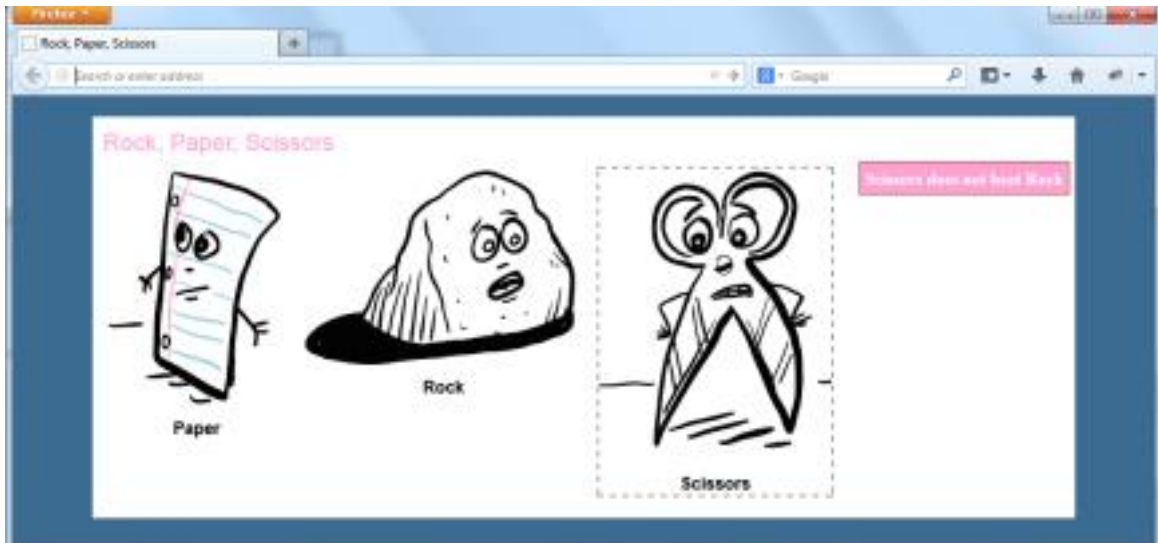 Firefox
Rock, Paper, Scissors
Search or enter address
Google
Rock, Paper, Scissors
Scissors does not beat Rock
Rock
Paper
Scissors